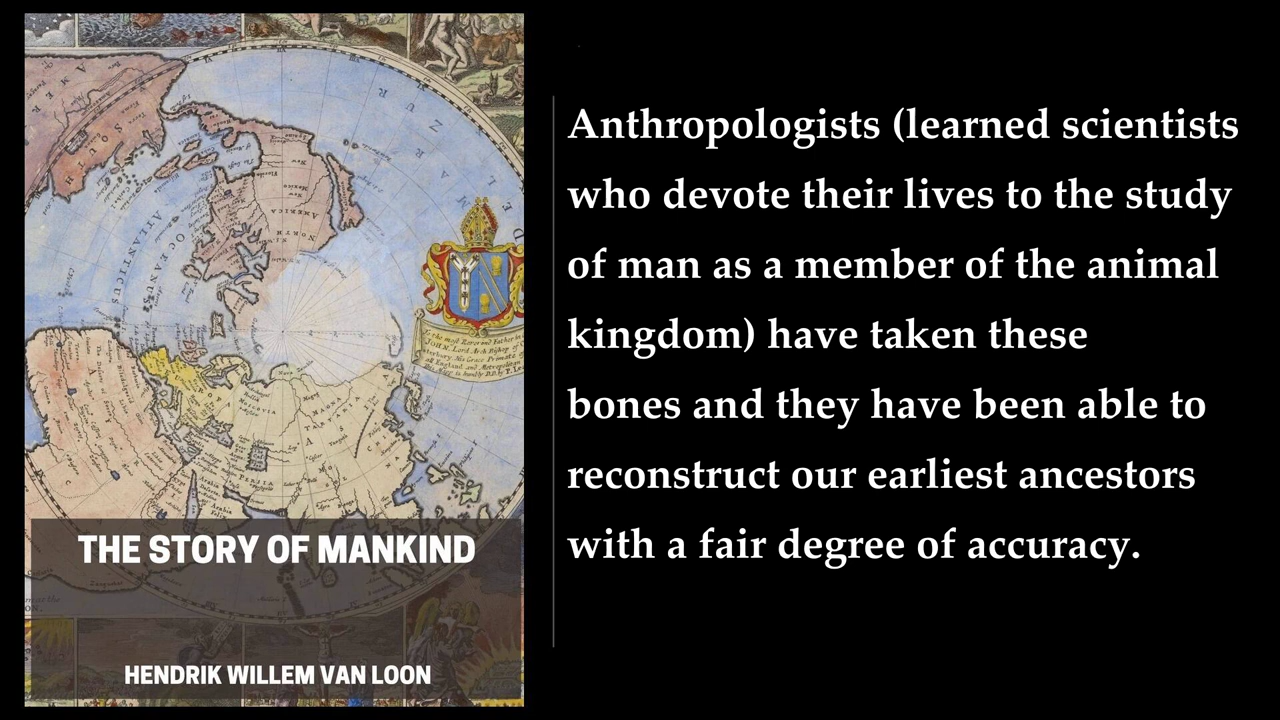 THE STORY OF MANKIND
HENDRIK WILLEM VAN LOON
Anthropologists (learned scientists
who devote their lives to the study
of man as a member of the animal
kingdom) have taken these
bones and they have been able to
reconstruct our earliest ancestors
with a fair degree of accuracy.